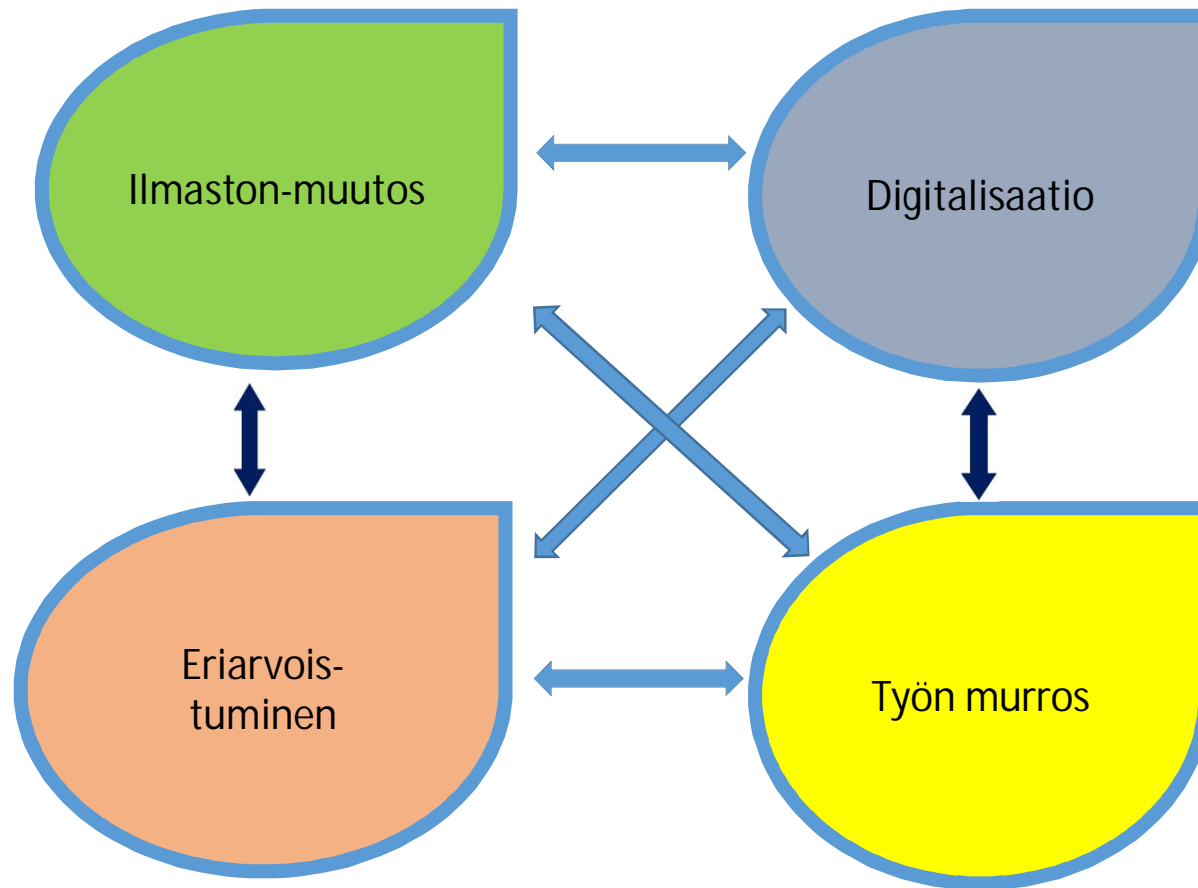 Ilmaston-muutos
Digitalisaatio
Eriarvois-
tuminen
Työn murros